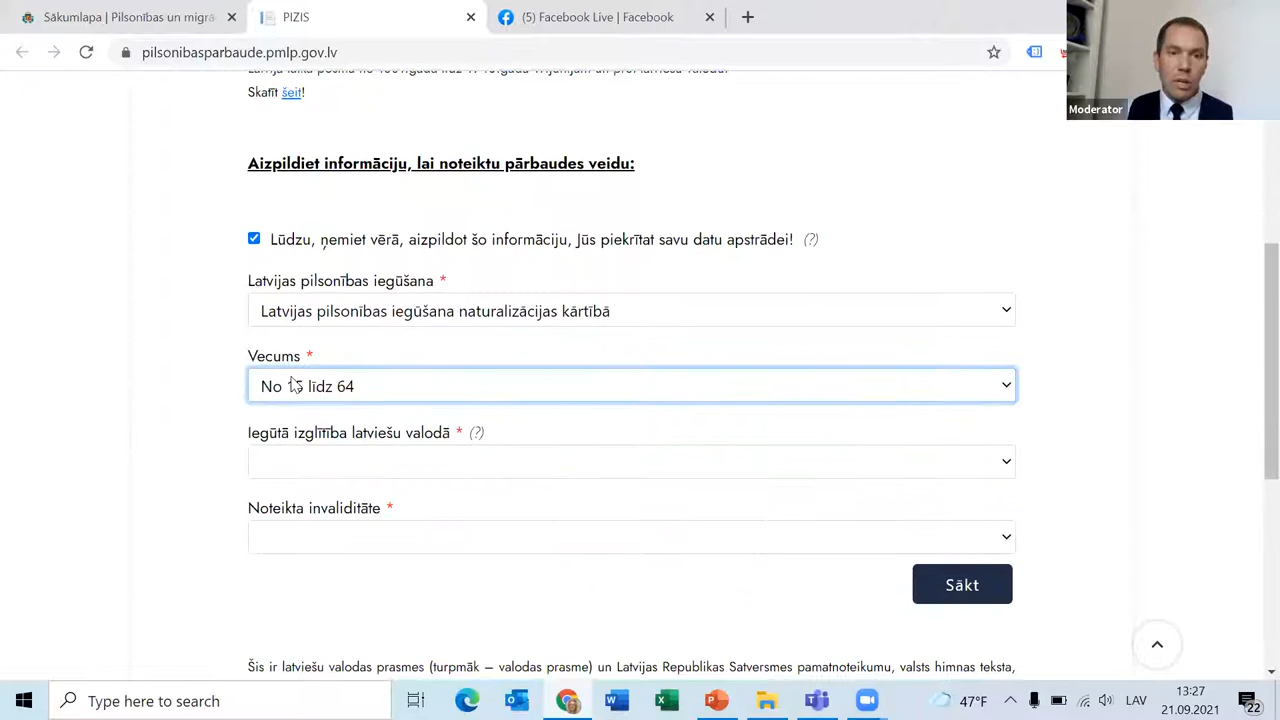 Sākumlapa | Pilsonības un migrā
PIZIS
(5) Facebook Live | Facebook
pilsonibasparbaude.pmlp.gov.lv
Moderator
Skatīt šeit!
Aizpildiet informāciju, lai noteiktu pārbaudes veidu:
Lūdzu, ņemiet vērā, aizpildot šo informāciju, Jūs piekrītat savu datu apstrādei! (?)
Latvijas pilsonības iegūšana *
Latvijas pilsonības iegūšana naturalizācijas kārtībā
Vecums *
No 15 līdz 64
Iegūtā izglītība latviešu valodā * (?)
Noteikta invaliditāte *
Sākt
Šis ir latviešu valodas prasmes (turpmāk – valodas prasme) un Latvijas Republikas Satversmes pamatnoteikumu, valsts himnas teksta,
Type here to search
47°F
LAV
13:27
21.09.2021
22